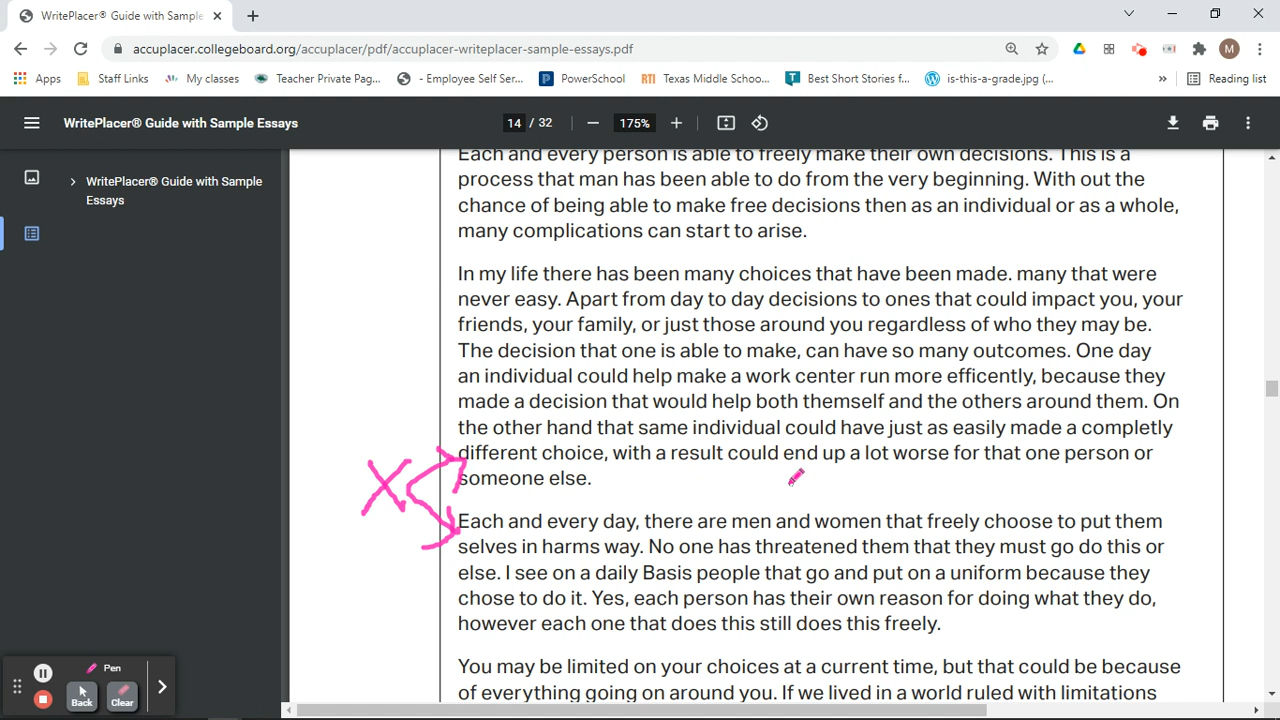 WritePlacer® Guide with Sample
accuplacer.collegeboard.org/accuplacer/pdf/accuplacer-writeplacer-sample-essays.pdf
M
Apps Staff Links My classes Teacher Private Pag... - Employee Self Ser... PowerSchool RTI Texas Middle Schoo... Best Short Stories f... is-this-a-grade.jpg (... » Reading list
WritePlacer® Guide with Sample Essays 14 / 32 175%
WritePlacer® Guide with Sample
Essays
Each and every person is able to freely make their own decisions. This is a
process that man has been able to do from the very beginning. With out the
chance of being able to make free decisions then as an individual or as a whole,
many complications can start to arise.
In my life there has been many choices that have been made. many that were
never easy. Apart from day to day decisions to ones that could impact you, your
friends, your family, or just those around you regardless of who they may be.
The decision that one is able to make, can have so many outcomes. One day
an individual could help make a work center run more efficently, because they
made a decision that would help both themself and the others around them. On
the other hand that same individual could have just as easily made a completly
different choice, with a result could end up a lot worse for that one person or
someone else.
Each and every day, there are men and women that freely choose to put them
selves in harms way. No one has threatened them that they must go do this or
else. I see on a daily Basis people that go and put on a uniform because they
chose to do it. Yes, each person has their own reason for doing what they do,
however each one that does this still does this freely.
You may be limited on your choices at a current time, but that could be because
of everything going on around you. If we lived in a world ruled with limitations
Pen
Back Clear